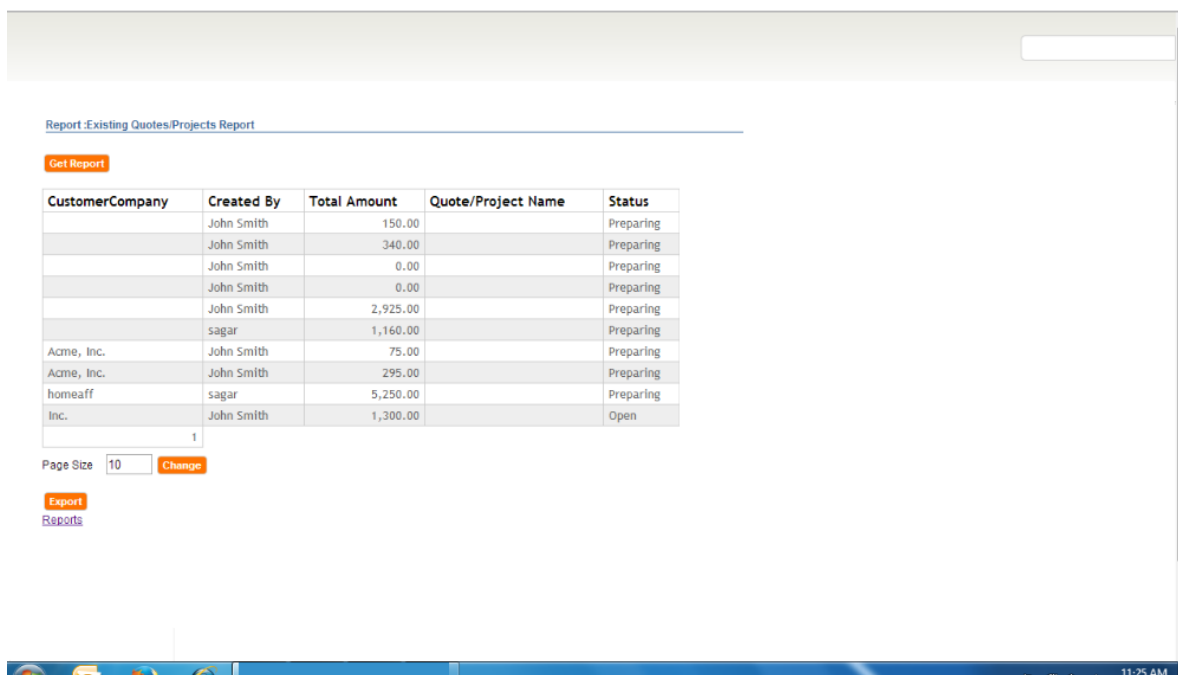 Report :Existing Quotes/Projects Report
Get Report
CustomerCompany Created By Total Amount Quote/Project Name Status
John Smith 150.00 Preparing
John Smith 340.00 Preparing
John Smith 0.00 Preparing
John Smith 0.00 Preparing
John Smith 2,925.00 Preparing
sagar 1,160.00 Preparing
Acme, Inc. John Smith 75.00 Preparing
Acme, Inc. John Smith 295.00 Preparing
homeaff sagar 5,250.00 Preparing
Inc. John Smith 1,300.00 Open
1
Page Size 10 Change
Export
Reports
11:25 AM